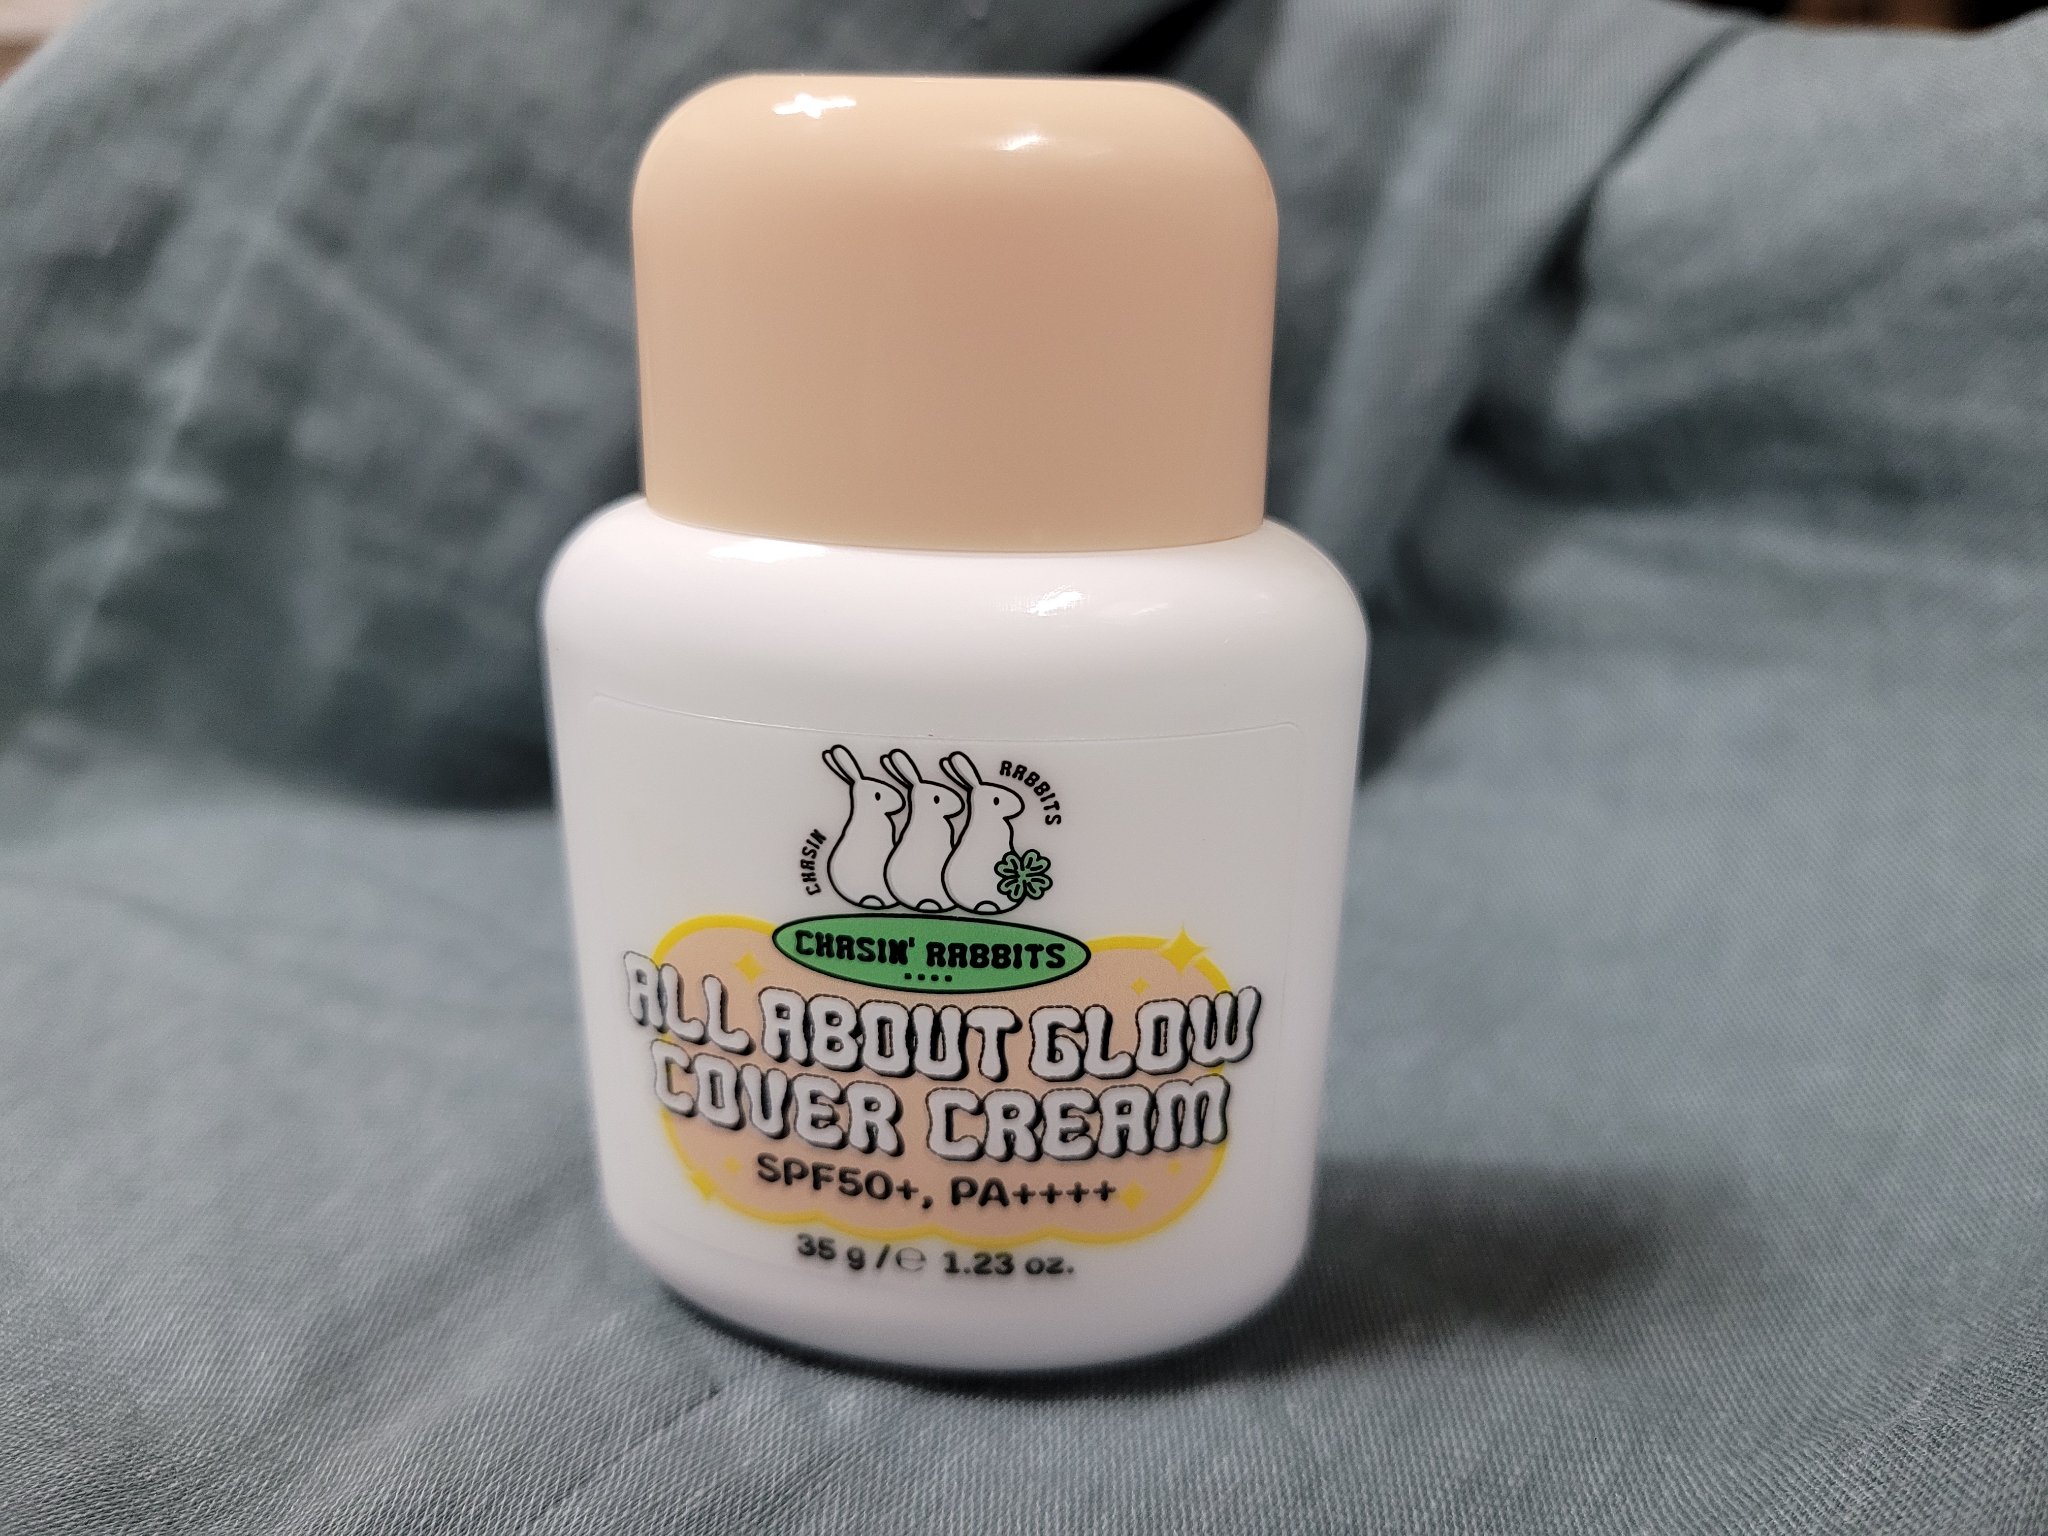 CHASIN RABBITS
CHASIN' RABBITS
ALL ABOUT GLOW
COVER CREAM
SPF50+, PA++++
35 g / ℮ 1.23 oz.